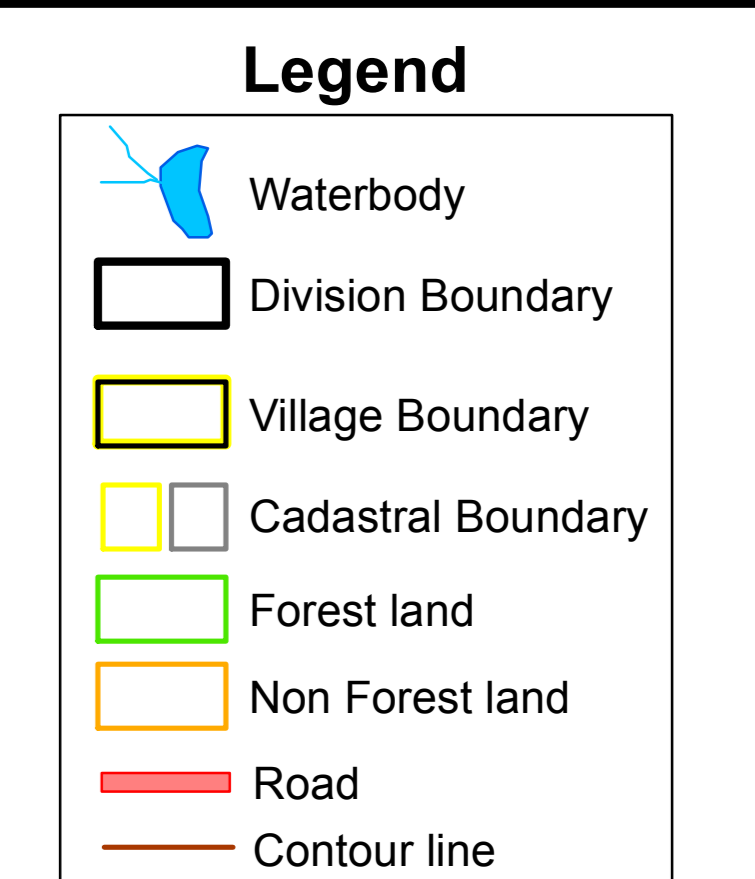 Legend
Waterbody
Division Boundary
Village Boundary
Cadastral Boundary
Forest land
Non Forest land
Road
Contour line